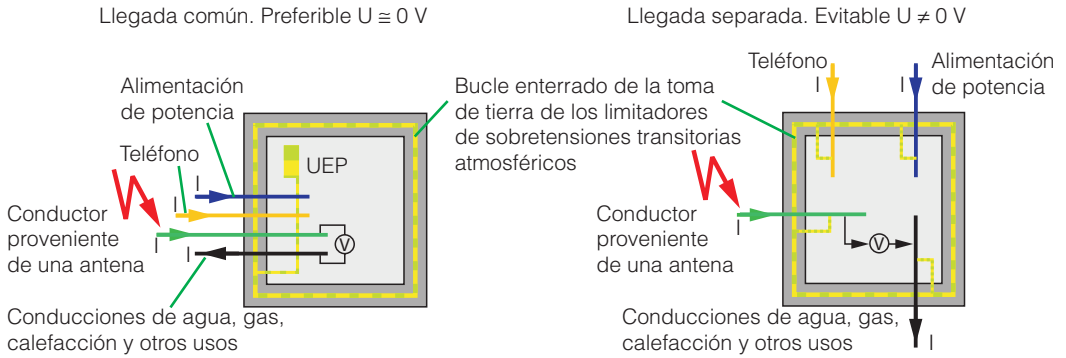 Llegada común. Preferible U ≅ 0 V
Alimentación
de potencia
Teléfono
I
I
UEP
Conductor
proveniente
de una antena
I
I
V
Conducciones de agua, gas,
calefacción y otros usos
Bucle enterrado de la toma
de tierra de los limitadores
de sobretensiones transitorias
atmosféricos
Llegada separada. Evitable U ≠ 0 V
Teléfono
I
Alimentación
de potencia
I
Conductor
proveniente
de una antena
I
V
Conducciones de agua, gas,
calefacción y otros usos
I